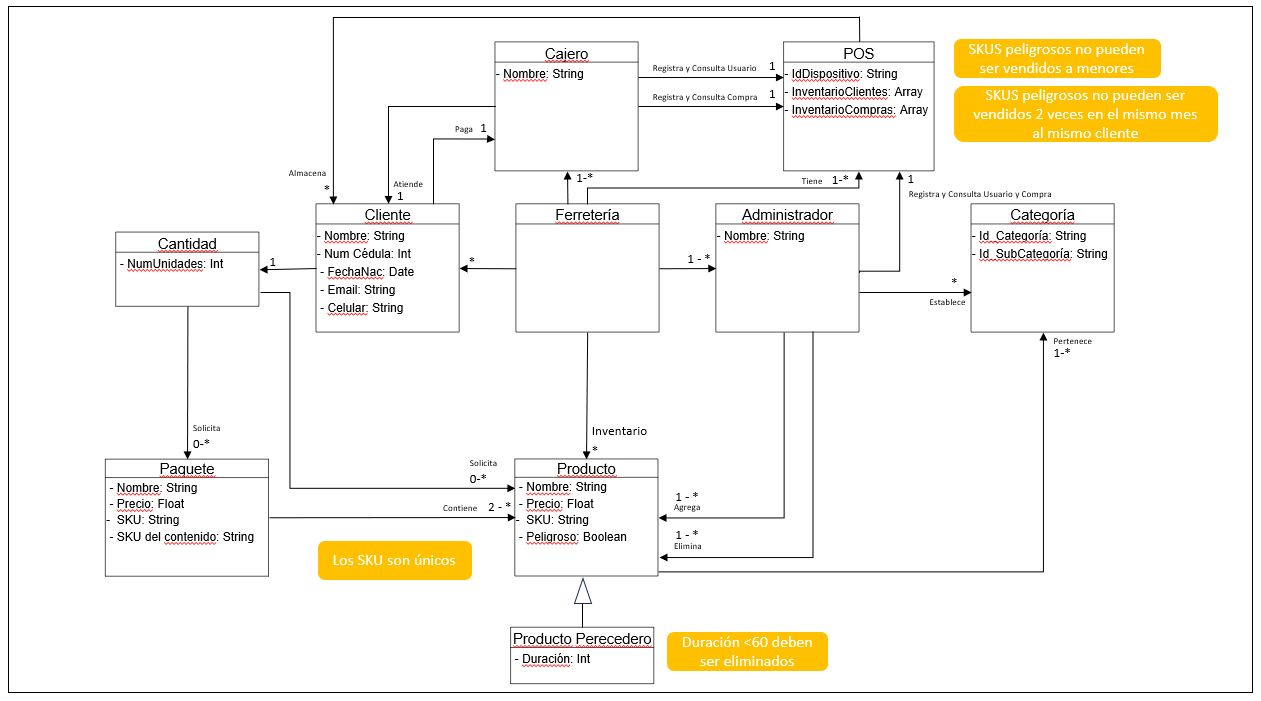 Cajero
- Nombre: String
POS
- IdDispositivo: String
- InventarioClientes: Array
- InventarioCompras: Array
SKUS peligrosos no pueden
ser vendidos a menores
SKUS peligrosos no pueden ser
vendidos 2 veces en el mismo mes
al mismo cliente
Registra y Consulta Usuario
1
Registra y Consulta Compra
1
Paga
1
Almacena
*
Atiende
1
1-*
Tiene
1-*
1
Registra y Consulta Usuario y Compra
Cantidad
- NumUnidades: Int
1
Cliente
- Nombre: String
- Num Cédula: Int
- FechaNac: Date
- Email: String
- Celular: String
*
Ferretería
1 - *
Administrador
- Nombre: String
*
Establece
Categoría
- Id_Categoría: String
- Id_SubCategoría: String
Pertenece
1-*
Solicita
0-*
Inventario
*
Solicita
0-*
Paquete
- Nombre: String
- Precio: Float
- SKU: String
- SKU del contenido: String
Contiene
2 - *
Producto
- Nombre: String
- Precio: Float
- SKU: String
- Peligroso: Boolean
1 - *
Agrega
1 - *
Elimina
Los SKU son únicos
Producto Perecedero
- Duración: Int
Duración <60 deben
ser eliminados